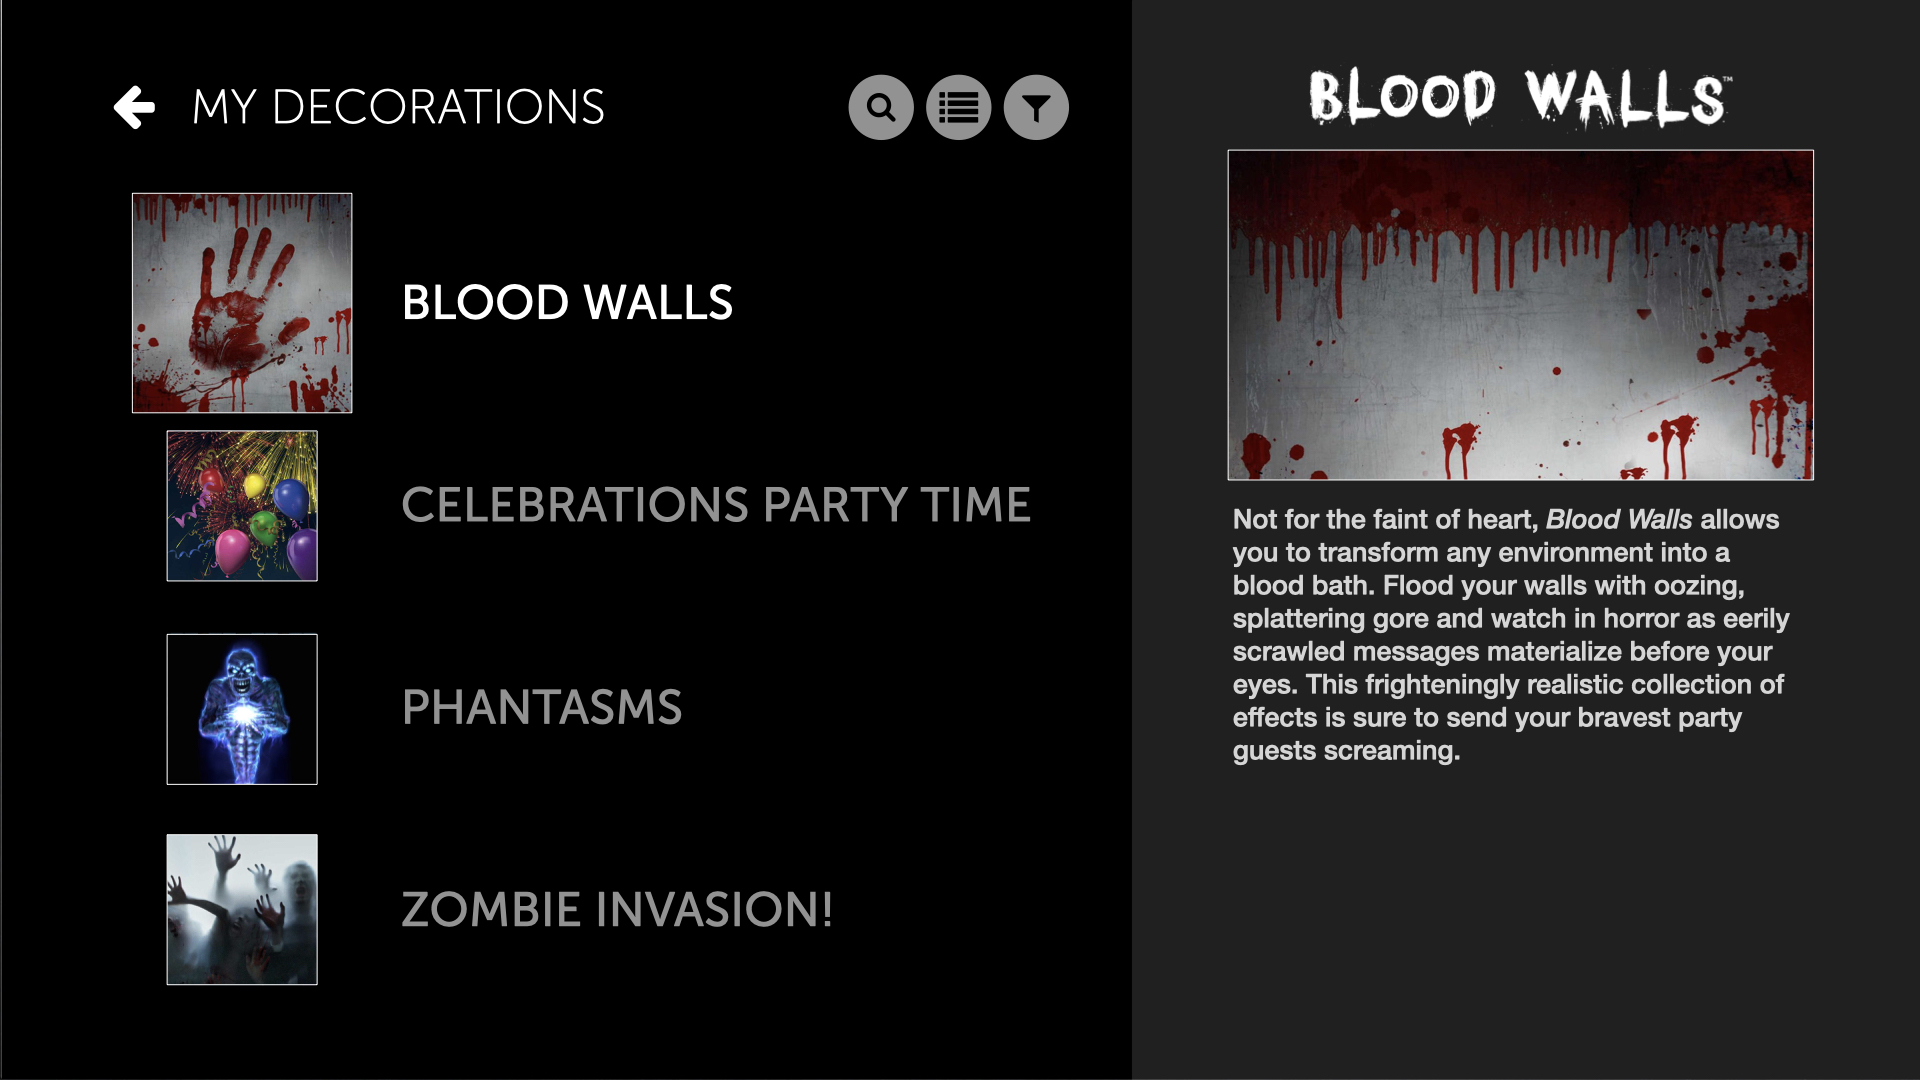 MY DECORATIONS
BLOOD WALLS
CELEBRATIONS PARTY TIME
PHANTASMS
ZOMBIE INVASION!
BLOOD WALLS™
Not for the faint of heart, Blood Walls allows
you to transform any environment into a
blood bath. Flood your walls with oozing,
splattering gore and watch in horror as eerily
scrawled messages materialize before your
eyes. This frighteningly realistic collection of
effects is sure to send your bravest party
guests screaming.